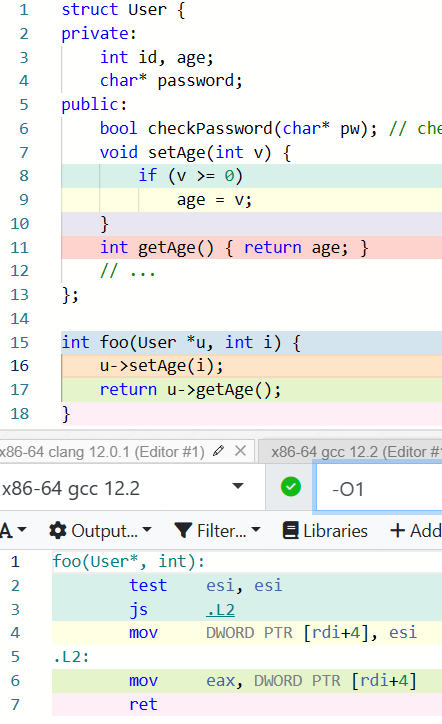 1 struct User {
2 private:
3 int id, age;
4 char* password;
5 public:
6 bool checkPassword(char* pw); // che
7 void setAge(int v) {
8 if (v >= 0)
9 age = v;
10 }
11 int getAge() { return age; }
12 // ...
13 };
14
15 int foo(User *u, int i) {
16 u->setAge(i);
17 return u->getAge();
18 }
x86-64 clang 12.0.1 (Editor #1) x86-64 gcc 12.2 (Editor #
x86-64 gcc 12.2 -O1
A Output... Filter... Libraries + Add
1 foo(User*, int):
2 test esi, esi
3 js .L2
4 mov DWORD PTR [rdi+4], esi
5 .L2:
6 mov eax, DWORD PTR [rdi+4]
7 ret